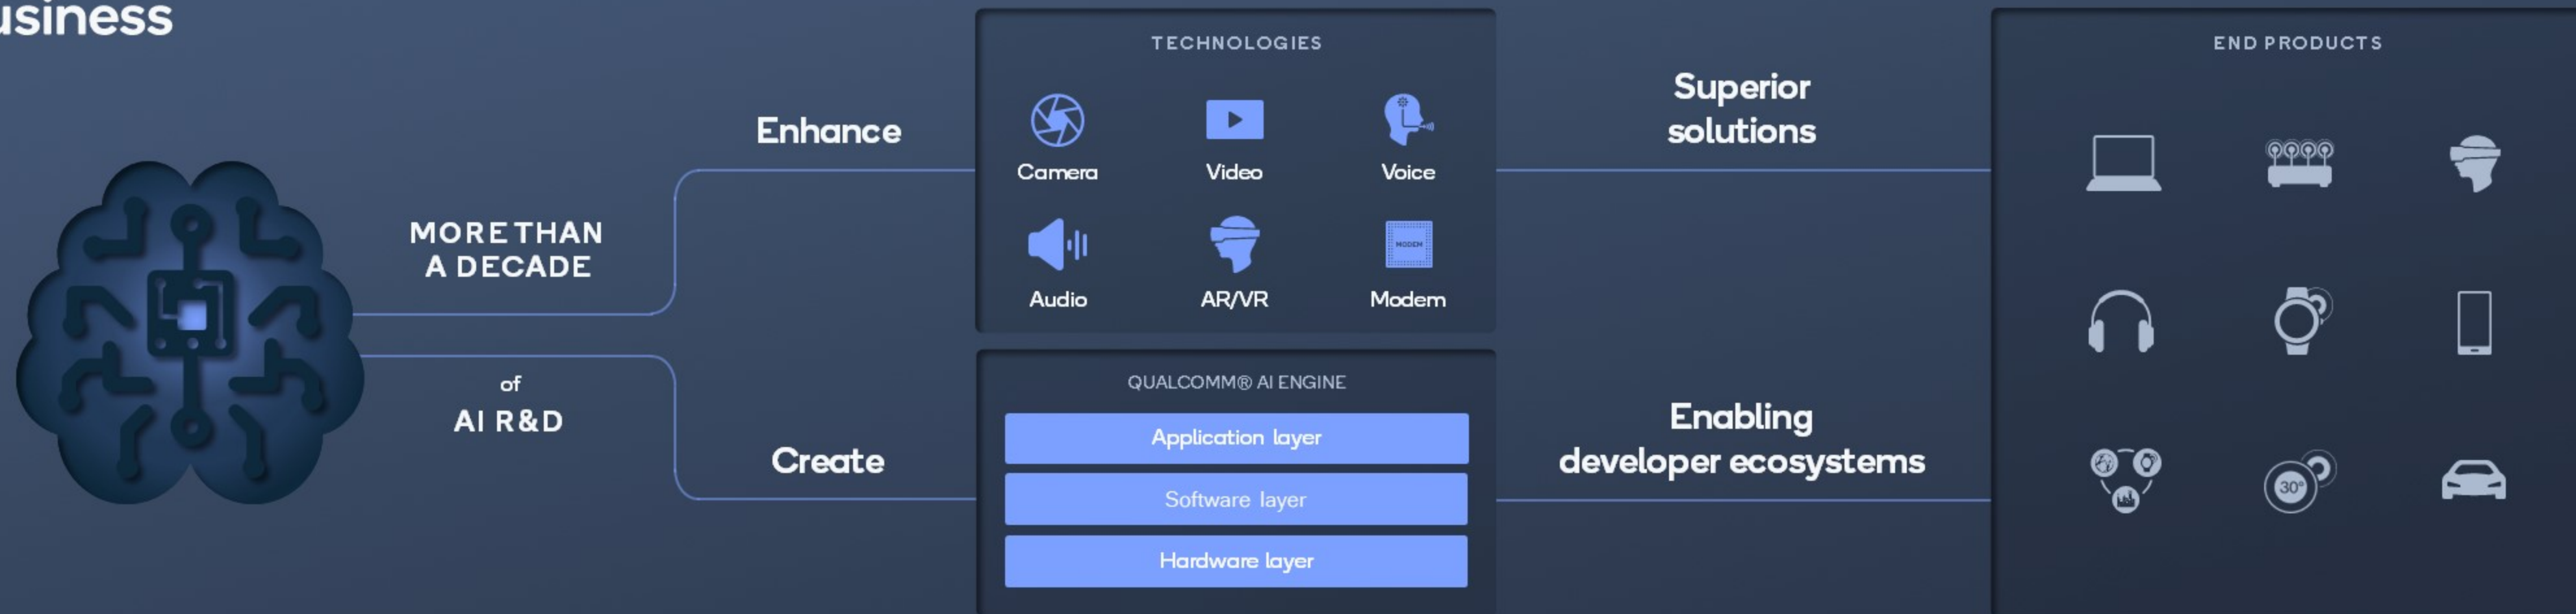 usiness
MORE THAN
A DECADE
of
AI R&D
Enhance
Create
TECHNOLOGIES
Camera
Video
Voice
Audio
AR/VR
MODEM
Modem
QUALCOMM® AI ENGINE
Application layer
Software layer
Hardware layer
Superior
solutions
Enabling
developer ecosystems
END PRODUCTS
30°